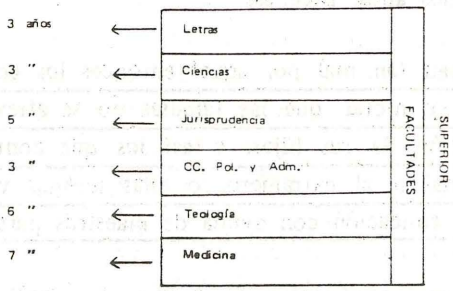 3 años Letras
3 " Ciencias
5 " Jurisprudencia
3 " CC. Pol. y Adm.
6 " Teología
7 " Medicina
FACULTADES
SUPERIOR